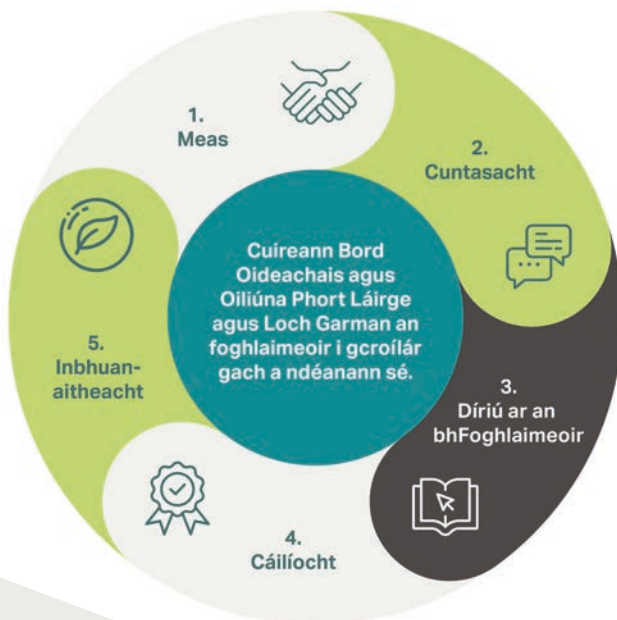 1.
Meas
2.
Cuntasacht
Cuireann Bord
Oideachais agus
Oiliúna Phort Láirge
agus Loch Garman an
foghlaimeoir i gcroílár
gach a ndéanann sé.
3.
Díriú ar an
bhFoghlaimeoir
4.
Cáilíocht
5.
Inbhuan-
aitheacht